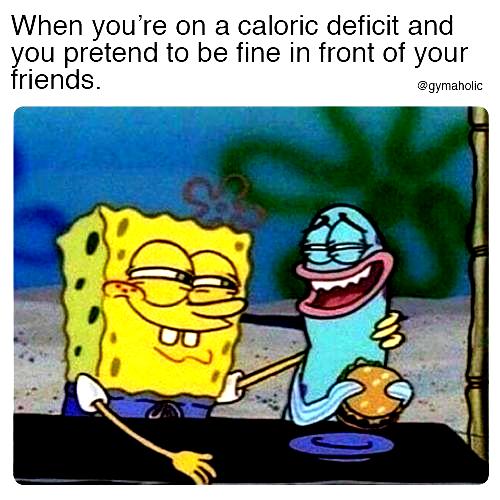 When you’re on a caloric deficit and
you pretend to be fine in front of your
friends.
@gymaholic